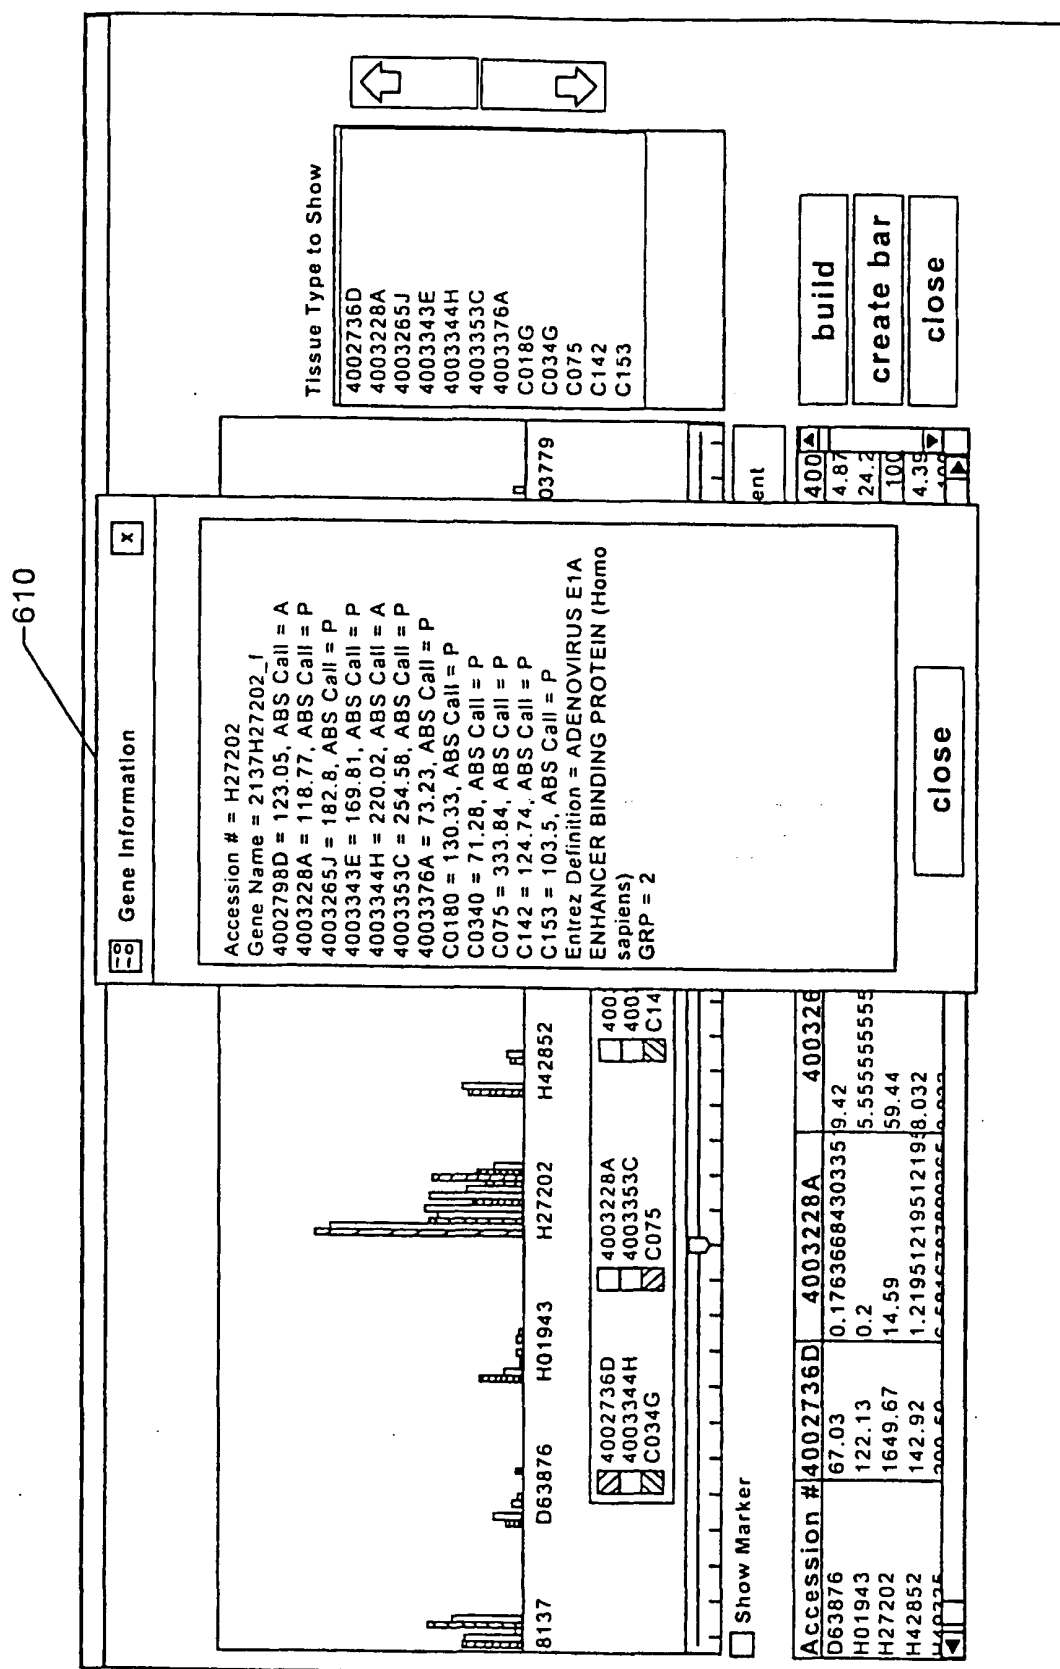 610
Gene Information
x
Accession # = H27202
Gene Name = 2137H27202_f
4002798D = 123.05, ABS Call = A
4003228A = 118.77, ABS Call = P
4003265J = 182.8, ABS Call = P
4003343E = 169.81, ABS Call = P
4003344H = 220.02, ABS Call = A
4003353C = 254.58, ABS Call = P
4003376A = 73.23, ABS Call = P
C0180 = 130.33, ABS Call = P
C0340 = 71.28, ABS Call = P
C075 = 333.84, ABS Call = P
C142 = 124.74, ABS Call = P
C153 = 103.5, ABS Call = P
Entrez Definition = ADENOVIRUS E1A
ENHANCER BINDING PROTEIN (Homo
sapiens)
GRP = 2
close
Tissue Type to Show
4002736D
4003228A
4003265J
4003343E
4003344H
4003353C
4003376A
C018G
C034G
C075
C142
C153
8137 D63876 H01943 H27202 H42852 03779
4002736D 4003228A 400
4003344H 4003353C 400
C034G C075 C14
Show Marker
ent
Accession # 4002736D 4003228A 400326 400
D63876 67.03 0.1763668430335 9.42 4.87
H01943 122.13 0.2 5.5555555555 24.2
H27202 1649.67 14.59 59.44 100
H42852 142.92 1.2195121951219512195 8.032 4.39
build
create bar
close